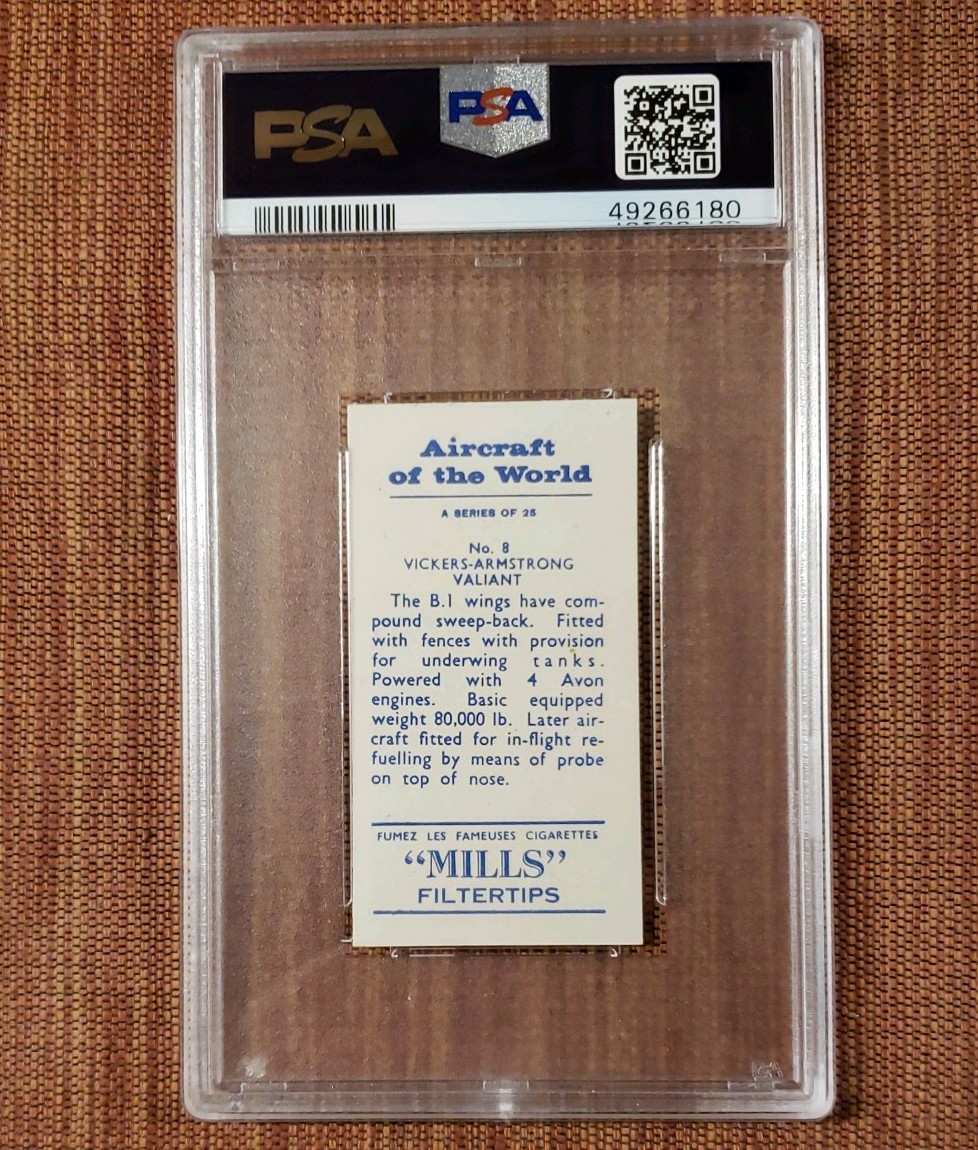 PSA
PSA
49266180
Aircraft
of the World
A SERIES OF 25
No. 8
VICKERS-ARMSTRONG
VALIANT
The B.1 wings have com-
pound sweep-back. Fitted
with fences with provision
for underwing tanks.
Powered with 4 Avon
engines. Basic equipped
weight 80,000 lb. Later air-
craft fitted for in-flight re-
fuelling by means of probe
on top of nose.
FUMEZ LES FAMEUSES CIGARETTES
“MILLS”
FILTERTIPS